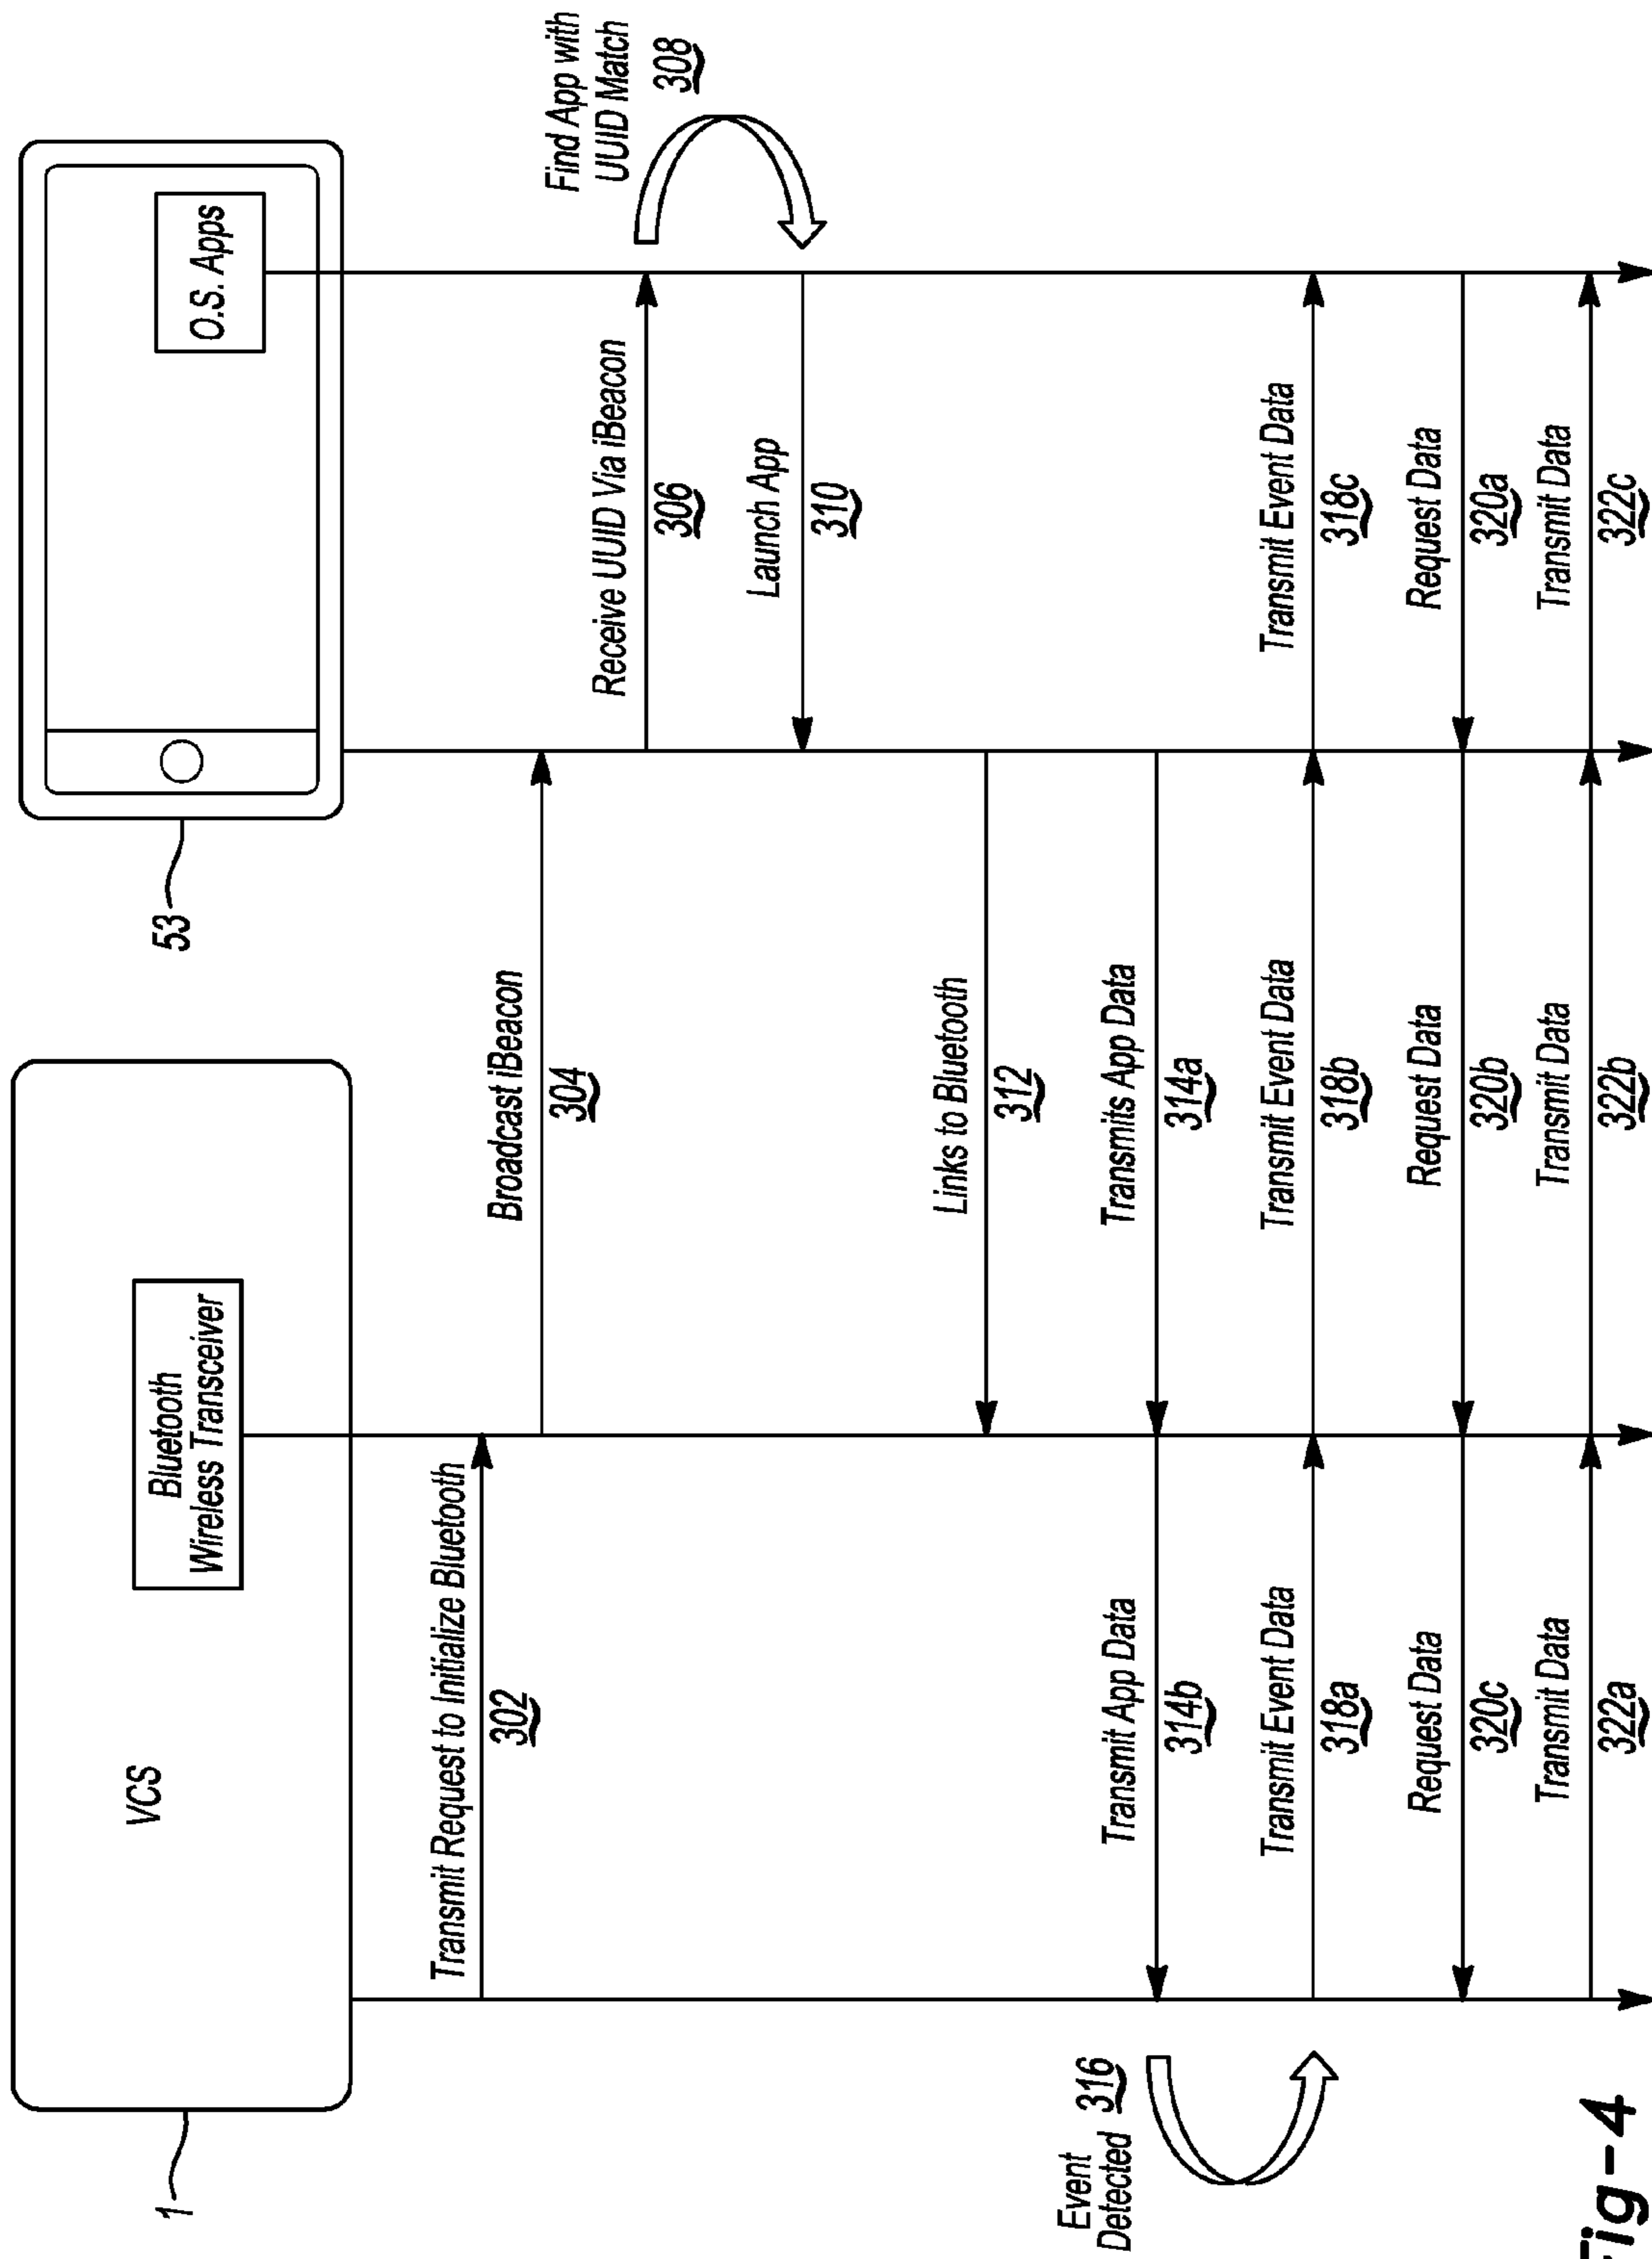 1
VCS
Bluetooth
Wireless Transceiver
53
O.S. Apps
Transmit Request to Initialize Bluetooth
302
Broadcast iBeacon
304
Receive UUID Via iBeacon
306
Find App with
UUID Match
308
Launch App
310
Links to Bluetooth
312
Transmits App Data
314a
Transmit App Data
314b
Event
Detected 316
Transmit Event Data
318a
Transmit Event Data
318b
Transmit Event Data
318c
Request Data
320a
Request Data
320b
Request Data
320c
Transmit Data
322a
Transmit Data
322b
Transmit Data
322c
Fig-4